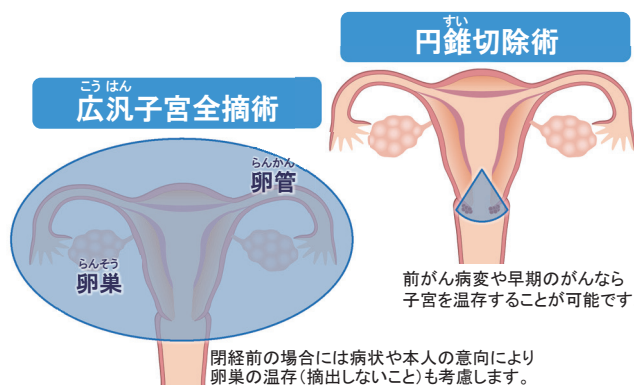 こうはん
広汎子宮全摘術
らんかん
卵管
らんそう
卵巣
閉経前の場合には病状や本人の意向により
卵巣の温存（摘出しないこと）も考慮します。
すい
円錐切除術
前がん病変や早期のがんなら
子宮を温存することが可能です